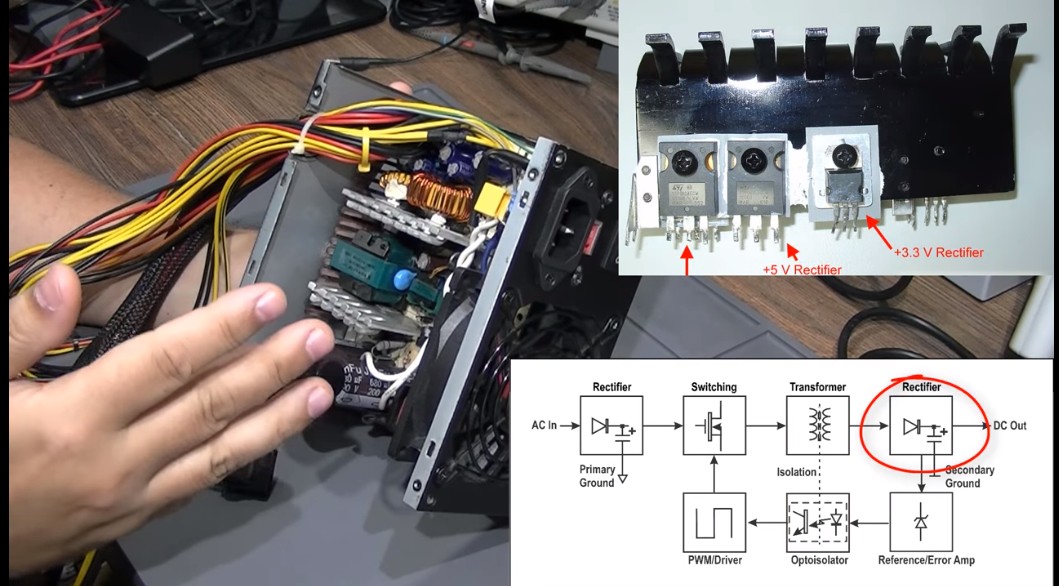 +3.3 V Rectifier
+5 V Rectifier
Rectifier
Switching
Transformer
Rectifier
AC In
+
+
DC Out
Primary
Ground
Isolation
Secondary
Ground
PWM/Driver
Optoisolator
Reference/Error Amp